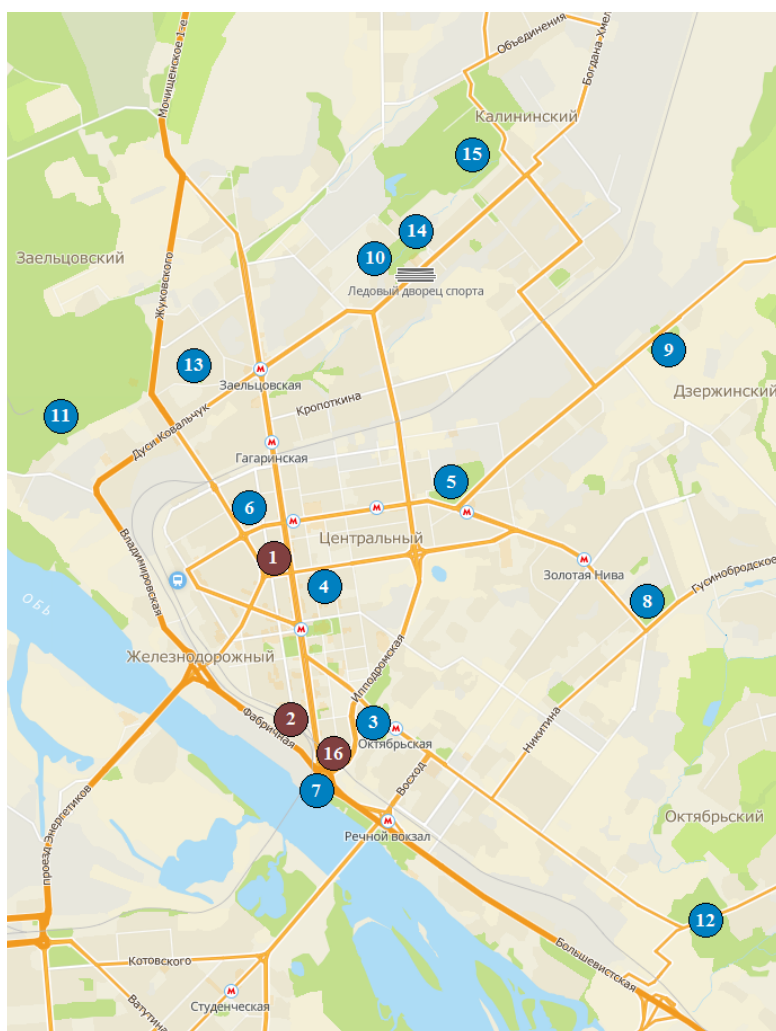 Мочищенское 1-е
Объединения
Богдана Хмел
Калининский
15
Заельцовский
14
10
Ледовый дворец спорта
Жуковского
9
13
М
Заельцовская
Дзержинский
Кропоткина
11
Дуси Ковальчук
М
Гагаринская
5
6
М
М
М
Центральный
Владимировская
1
М
Золотая Нива
Гусинобродское
4
8
ОБЬ
М
Железнодорожный
Ипподромская
2
Фабричная
3
М
Октябрьская
Никитина
16
Восход
7
проезд Энергетиков
М
Речной вокзал
Октябрьский
12
Большевистская
Котовского
Ватутина
М
Студенческая